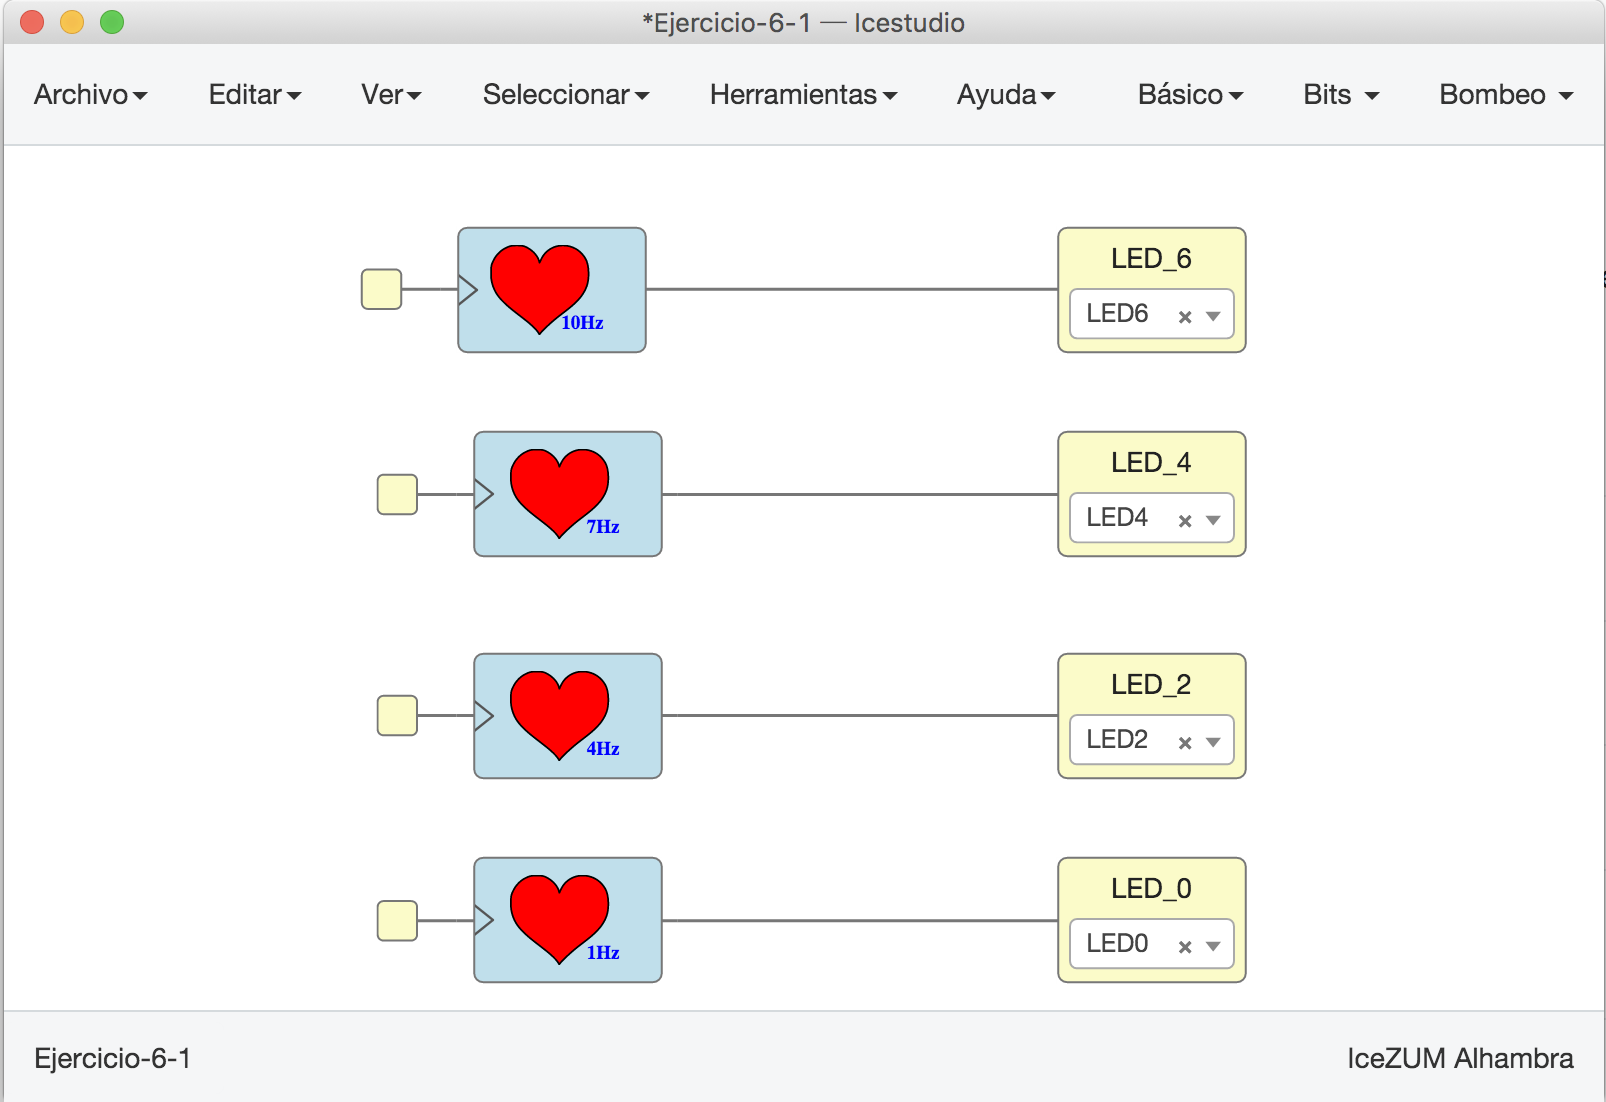 *Ejercicio-6-1 — Icestudio
Archivo Editar Ver Seleccionar Herramientas Ayuda Básico Bits Bombeo
10Hz
LED_6
LED6
7Hz
LED_4
LED4
4Hz
LED_2
LED2
1Hz
LED_0
LED0
Ejercicio-6-1
IceZUM Alhambra